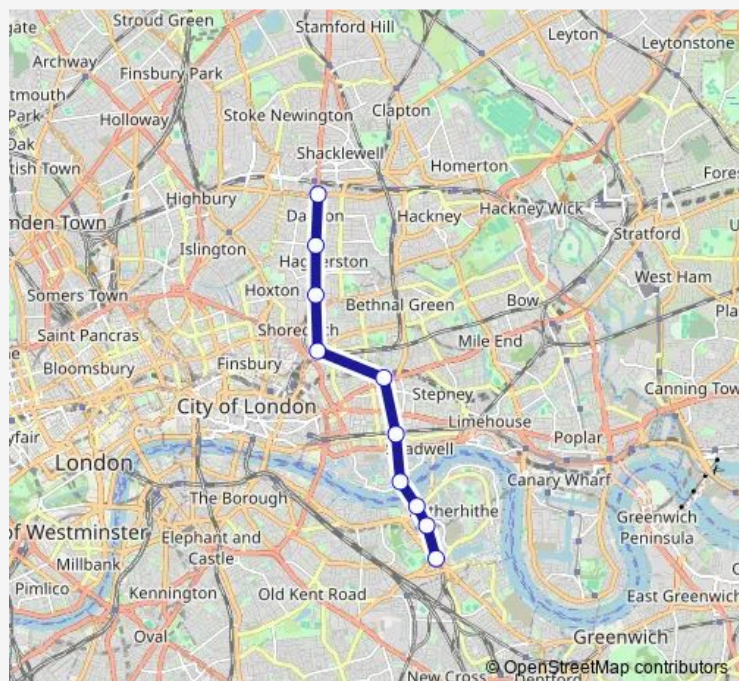 Stroud Green
Stamford Hill
Leyton
Leytonstone
Archway
Finsbury Park
Clapton
Stoke Newington
Holloway
Park
Shacklewell
Homerton
Highbury
Hackney
Hackney Wick
Stratford
Islington
Hoxton
West Ham
Somers Town
Bethnal Green
Bow
Saint Pancras
Mile End
Finsbury
Bloomsbury
Stepney
City of London
Limehouse
Poplar
London
Canary Wharf
The Borough
Greenwich
Peninsula
of Westminster
Elephant and
Castle
Millbank
Pimlico
Kennington
Old Kent Road
East Greenwich
Oval
Greenwich
New Cross
© OpenStreetMap contributors